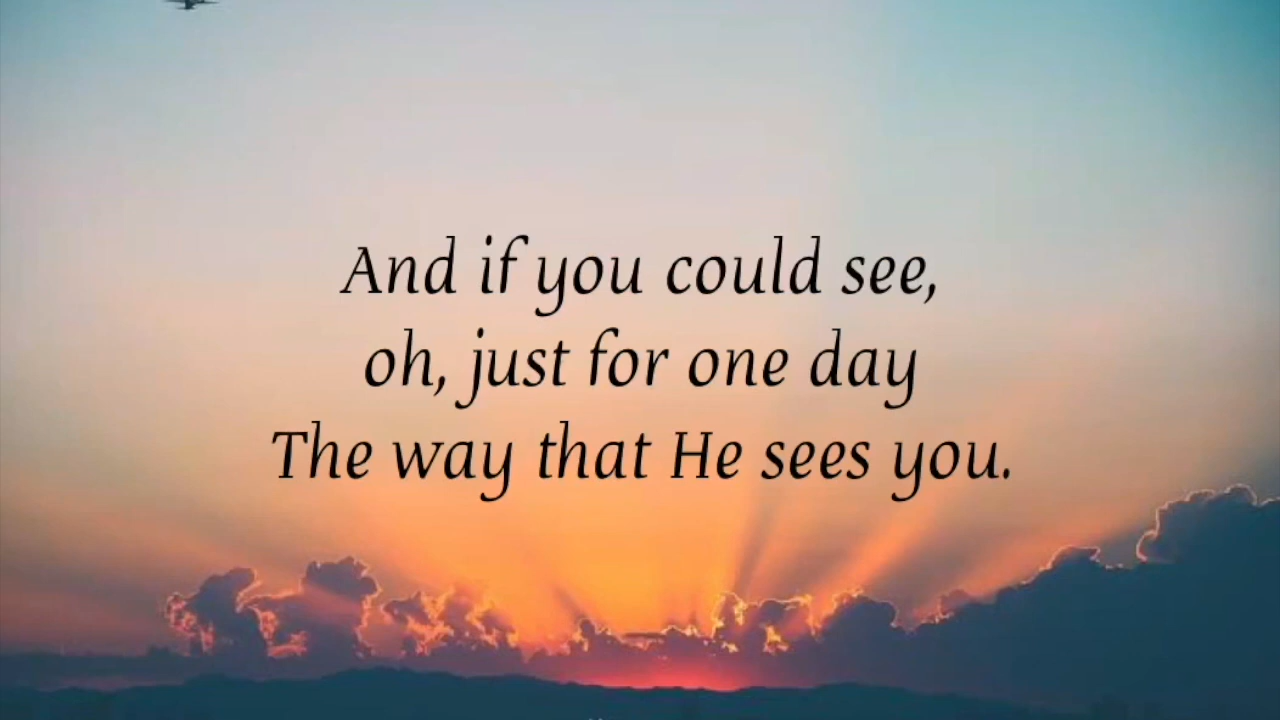 And if you could see,
oh, just for one day
The way that He sees you.